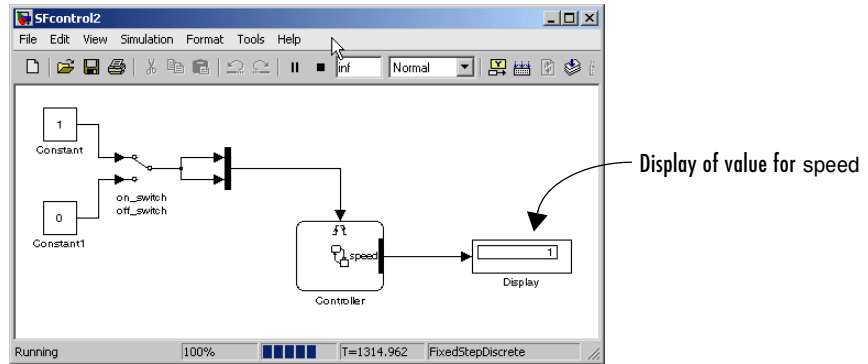 SFcontrol2
File Edit View Simulation Format Tools Help
inf Normal
1
Constant
on_switch
off_switch
0
Constant1
speed
Controller
1
Display
Display of value for speed
Running 100% T=1314.962 FixedStepDiscrete